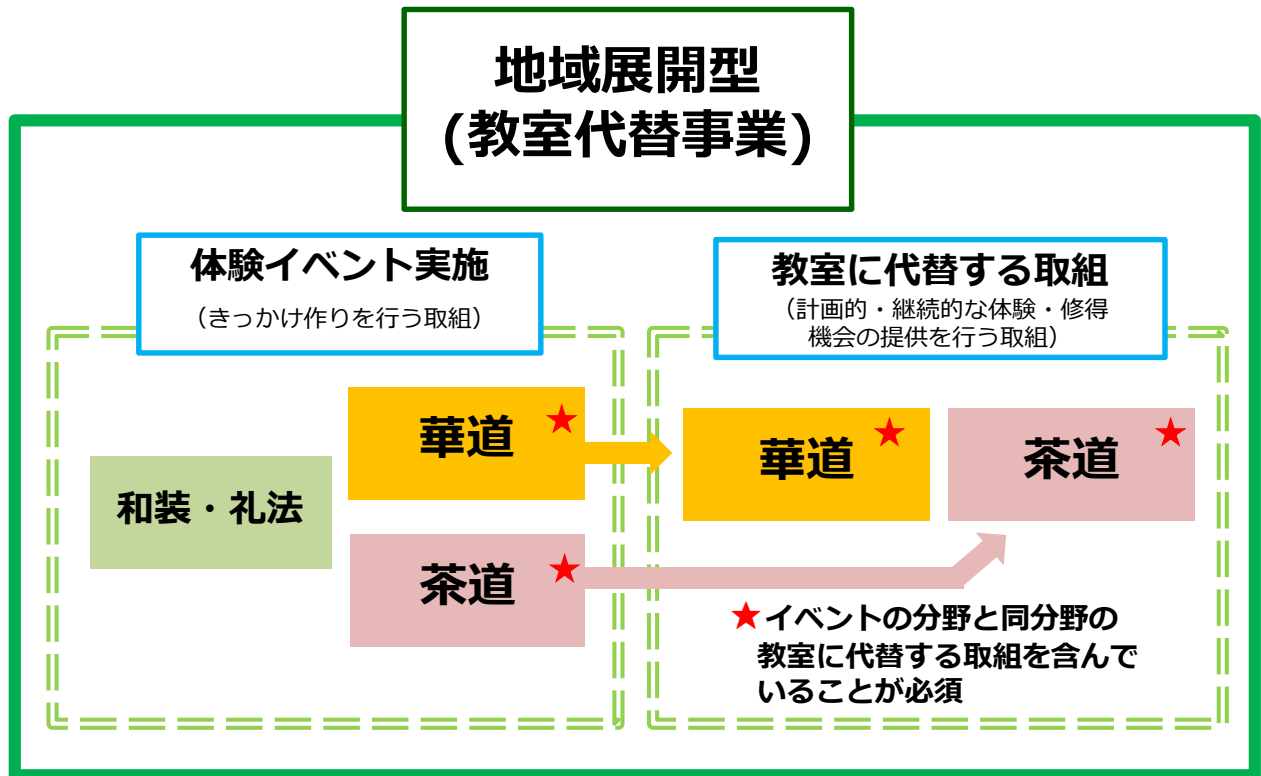 地域展開型
(教室代替事業)
体験イベント実施
（きっかけ作りを行う取組）
和装・礼法
華道★
茶道★
教室に代替する取組
（計画的・継続的な体験・修得
機会の提供を行う取組）
華道★
茶道★
★イベントの分野と同分野の
教室に代替する取組を含んで
いることが必須